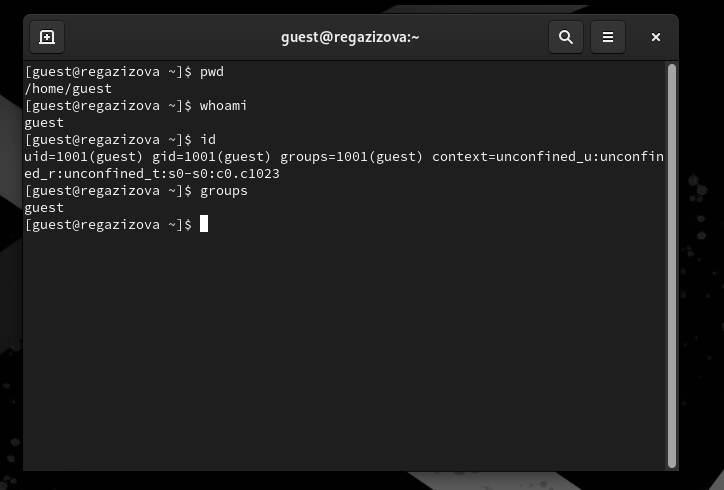 guest@regazizova:~
[guest@regazizova ~]$ pwd
/home/guest
[guest@regazizova ~]$ whoami
guest
[guest@regazizova ~]$ id
uid=1001(guest) gid=1001(guest) groups=1001(guest) context=unconfined_u:unconfin
ed_r:unconfined_t:s0-s0:c0.c1023
[guest@regazizova ~]$ groups
guest
[guest@regazizova ~]$